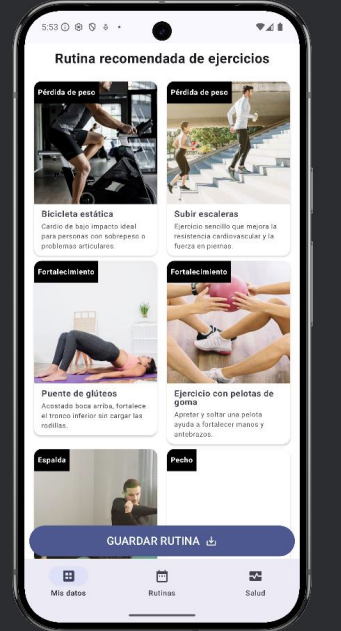 5:53
Rutina recomendada de ejercicios
Pérdida de peso
Bicicleta estática
Cardio de bajo impacto ideal
para personas con sobrepeso o
problemas articulares.
Pérdida de peso
Subir escaleras
Ejercicio sencillo que mejora la
resistencia cardiovascular y la
fuerza en piernas.
Fortalecimiento
Puente de glúteos
Acostado boca arriba, fortalece
el tronco inferior sin cargar las
rodillas.
Fortalecimiento
Ejercicio con pelotas de
goma
Apretar y soltar una pelota
ayuda a fortalecer manos y
antebrazos.
Espalda
Pecho
GUARDAR RUTINA
Mis datos
Rutinas
Salud